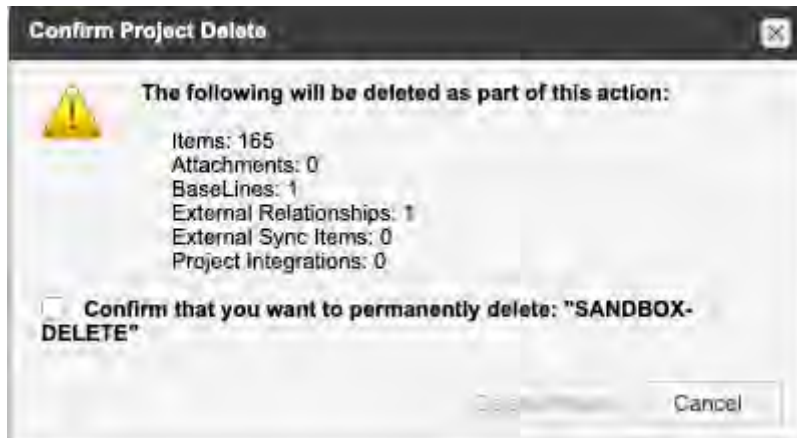 Confirm Project Delete
The following will be deleted as part of this action:
Items: 165
Attachments: 0
BaseLines: 1
External Relationships: 1
External Sync Items: 0
Project Integrations: 0
Confirm that you want to permanently delete: "SANDBOX-
DELETE"
Cancel